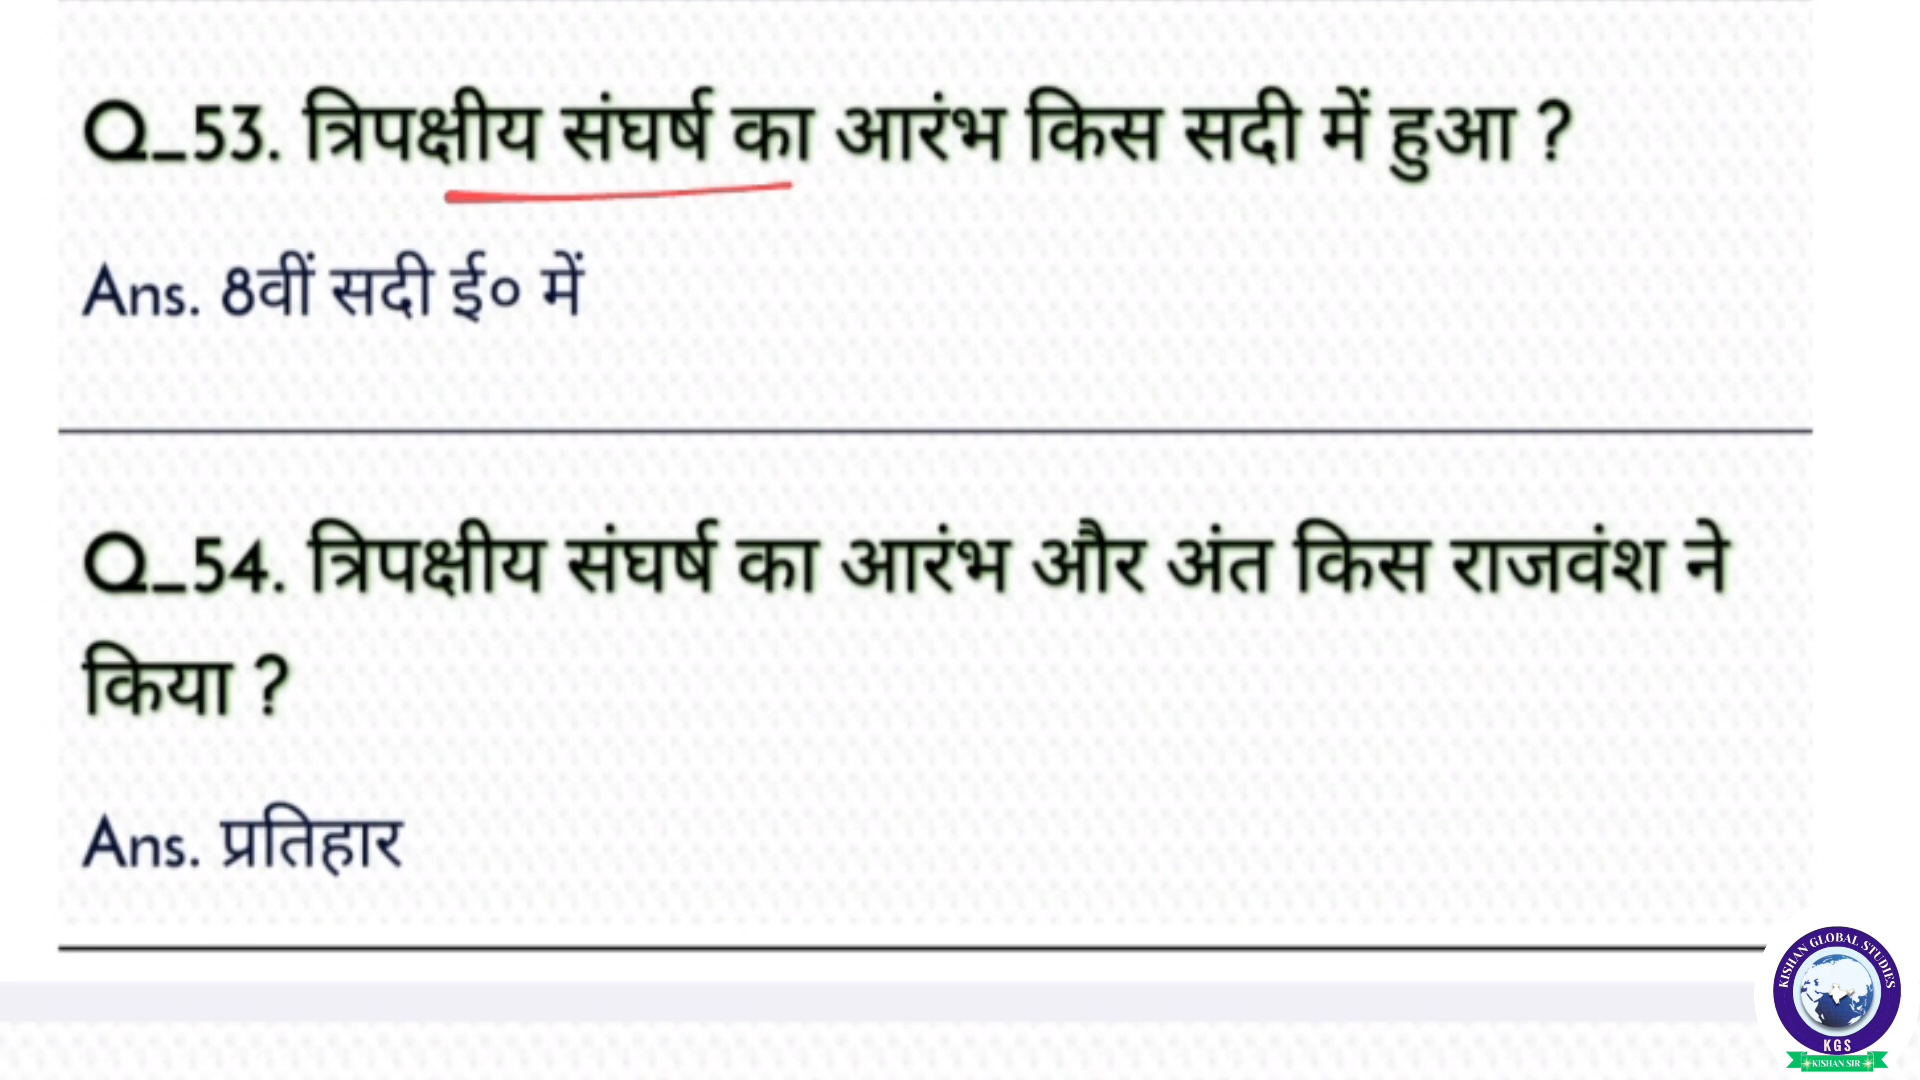 Q_53. त्रिपक्षीय संघर्ष का आरंभ किस सदी में हुआ ?
Ans. 8वीं सदी ई० में
Q_54. त्रिपक्षीय संघर्ष का आरंभ और अंत किस राजवंश ने
किया ?
Ans. प्रतिहार
KISHAN GLOBAL STUDIES
KGS
KISHAN SIR